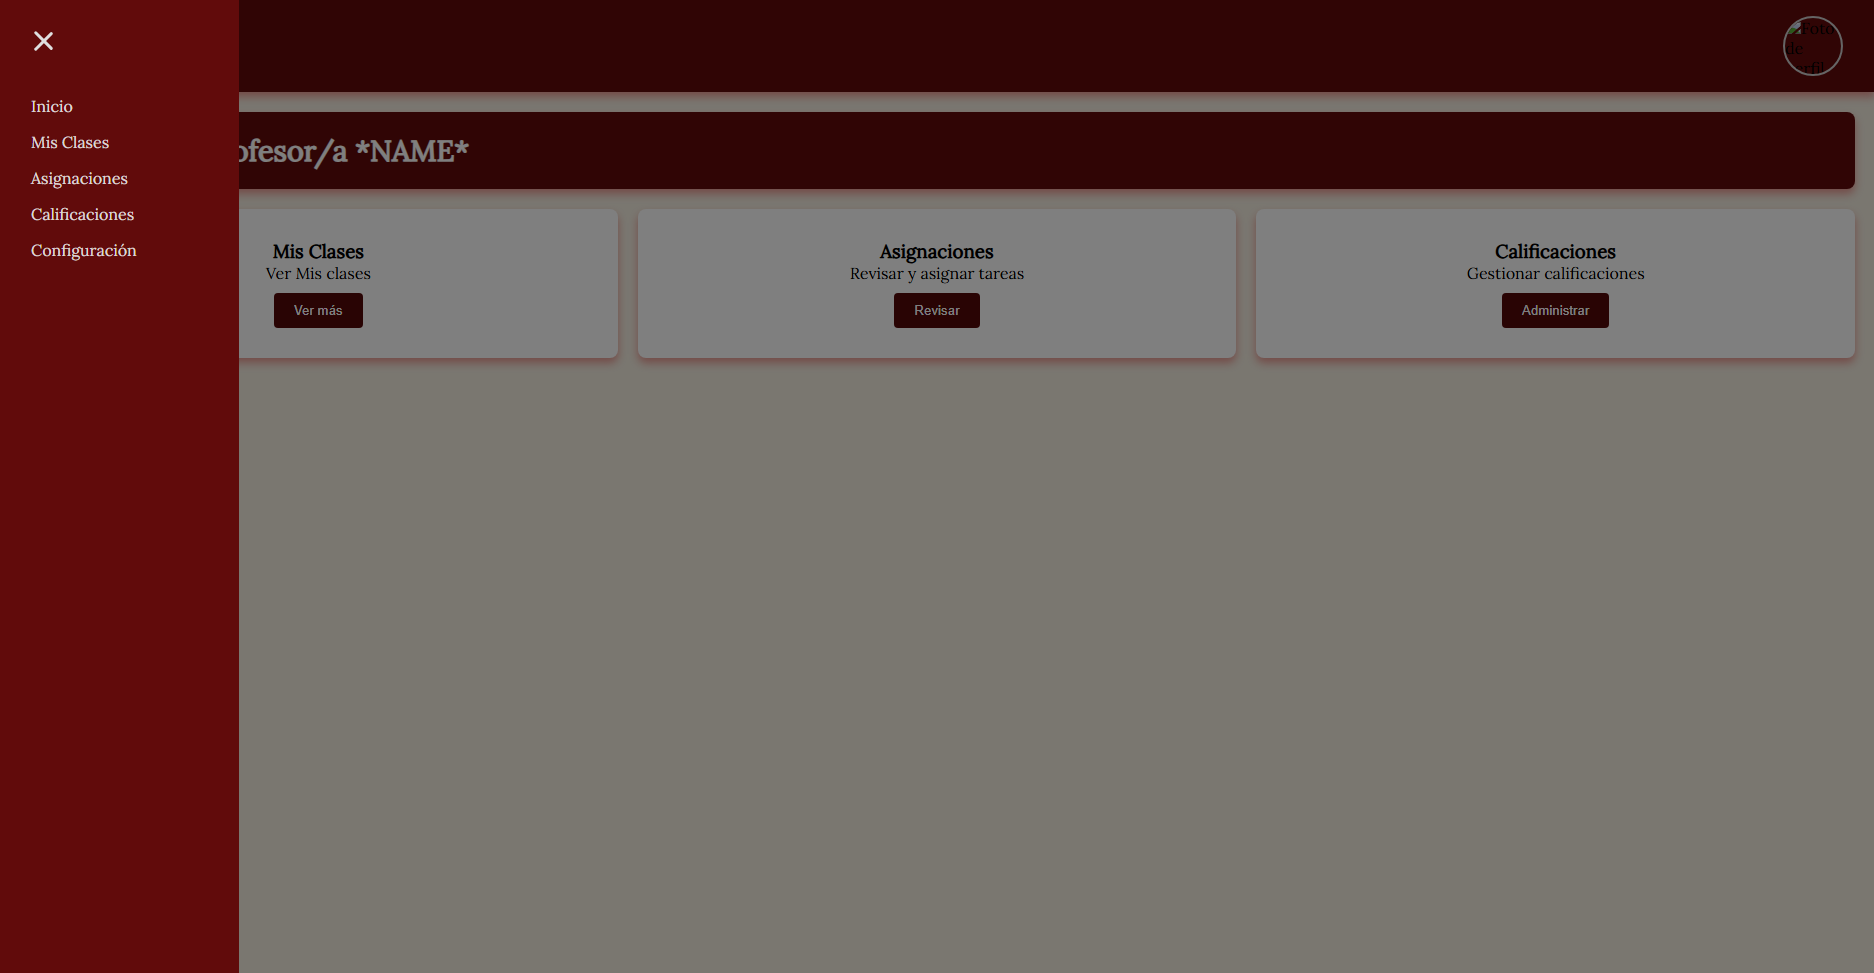 Foto
de
Inicio
Mis Clases
Asignaciones
Calificaciones
Configuración
ofesor/a *NAME*
Mis Clases
Ver Mis clases
Ver más
Asignaciones
Revisar y asignar tareas
Revisar
Calificaciones
Gestionar calificaciones
Administrar